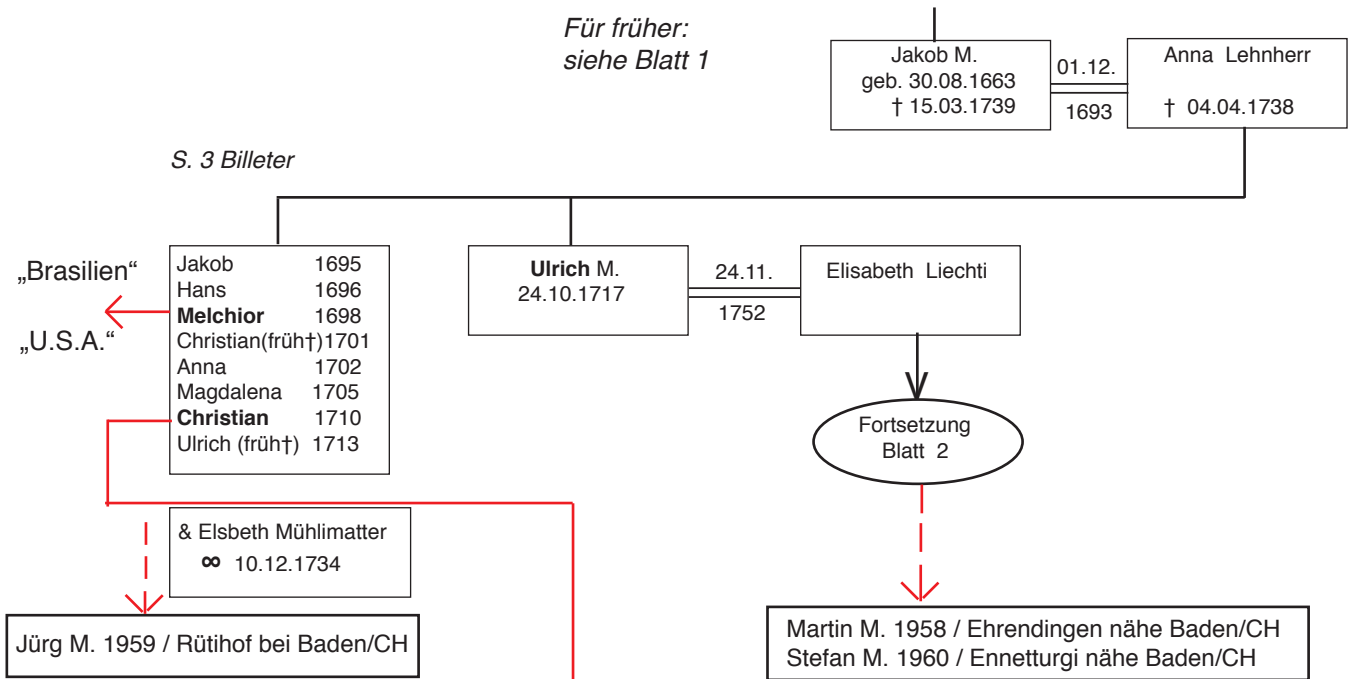 Für früher:
siehe Blatt 1
Jakob M.
geb. 30.08.1663
† 15.03.1739
01.12.
1693
Anna Lehnherr
† 04.04.1738
S. 3 Billeter
„Brasilien“
„U.S.A.“
Jakob 1695
Hans 1696
Melchior 1698
Christian(früh†)1701
Anna 1702
Magdalena 1705
Christian 1710
Ulrich (früh†) 1713
Ulrich M.
24.10.1717
24.11.
1752
Elisabeth Liechti
Fortsetzung
Blatt 2
& Elsbeth Mühlimatter
∞ 10.12.1734
Jürg M. 1959 / Rütihof bei Baden/CH
Martin M. 1958 / Ehrendingen nähe Baden/CH
Stefan M. 1960 / Ennetturgi nähe Baden/CH